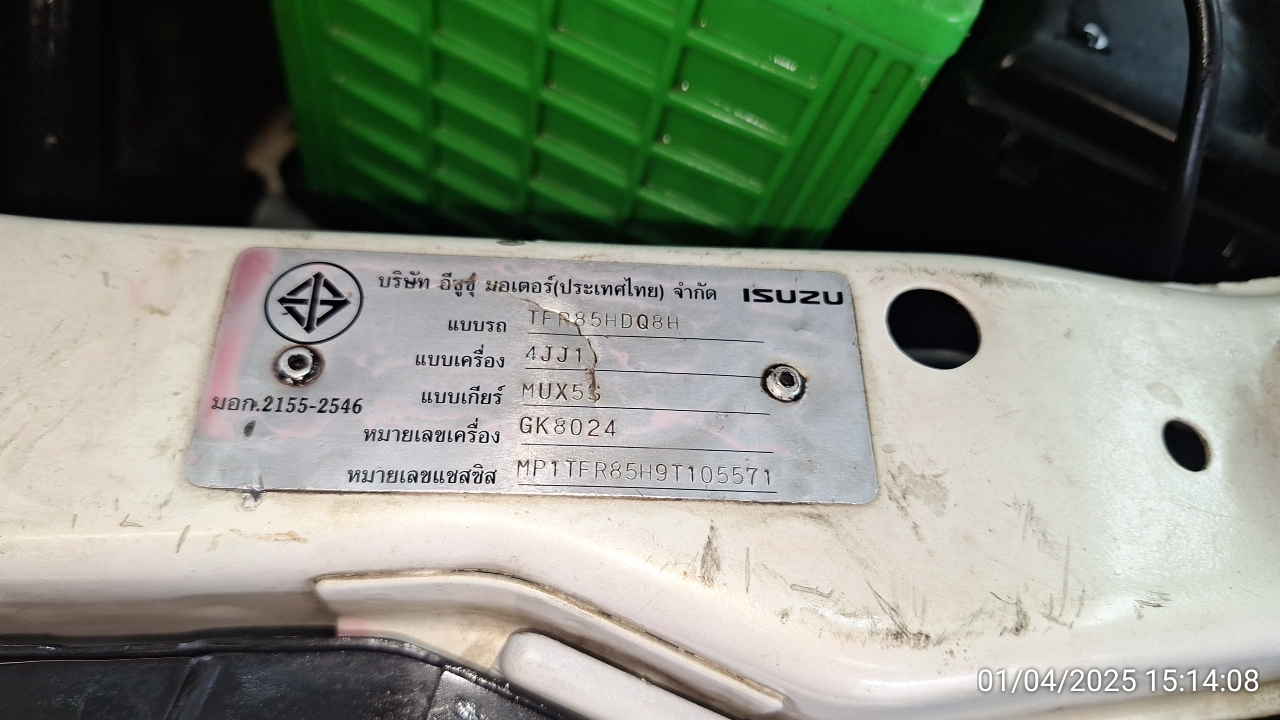 บริษัท อีซูซุ มอเตอร์(ประเทศไทย) จำกัด ISUZU
แบบรถ TFR85HDQ8H
แบบเครื่อง 4JJ1
แบบเกียร์ MUX5S
มอก.2155-2546
หมายเลขเครื่อง GK8024
หมายเลขแชสซิส MP1TFR85H9T105571
01/04/2025 15:14:08